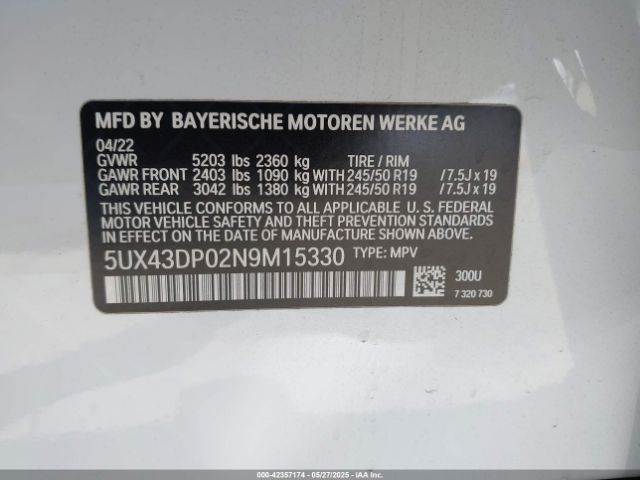 MFD BY BAYERISCHE MOTOREN WERKE AG
04/22
GVWR 5203 lbs 2360 kg TIRE / RIM
GAWR FRONT 2403 lbs 1090 kg WITH 245/50 R19 / 7.5J x 19
GAWR REAR 3042 lbs 1380 kg WITH 245/50 R19 / 7.5J x 19
THIS VEHICLE CONFORMS TO ALL APPLICABLE U. S. FEDERAL
MOTOR VEHICLE SAFETY AND THEFT PREVENTION STANDARDS
IN EFFECT ON THE DATE OF MANUFACTURE SHOWN ABOVE.
5UX43DP02N9M15330 TYPE: MPV
300U
7 320 730
000-42357174 | 05/27/2025 - Copyright © IAA, LLC.